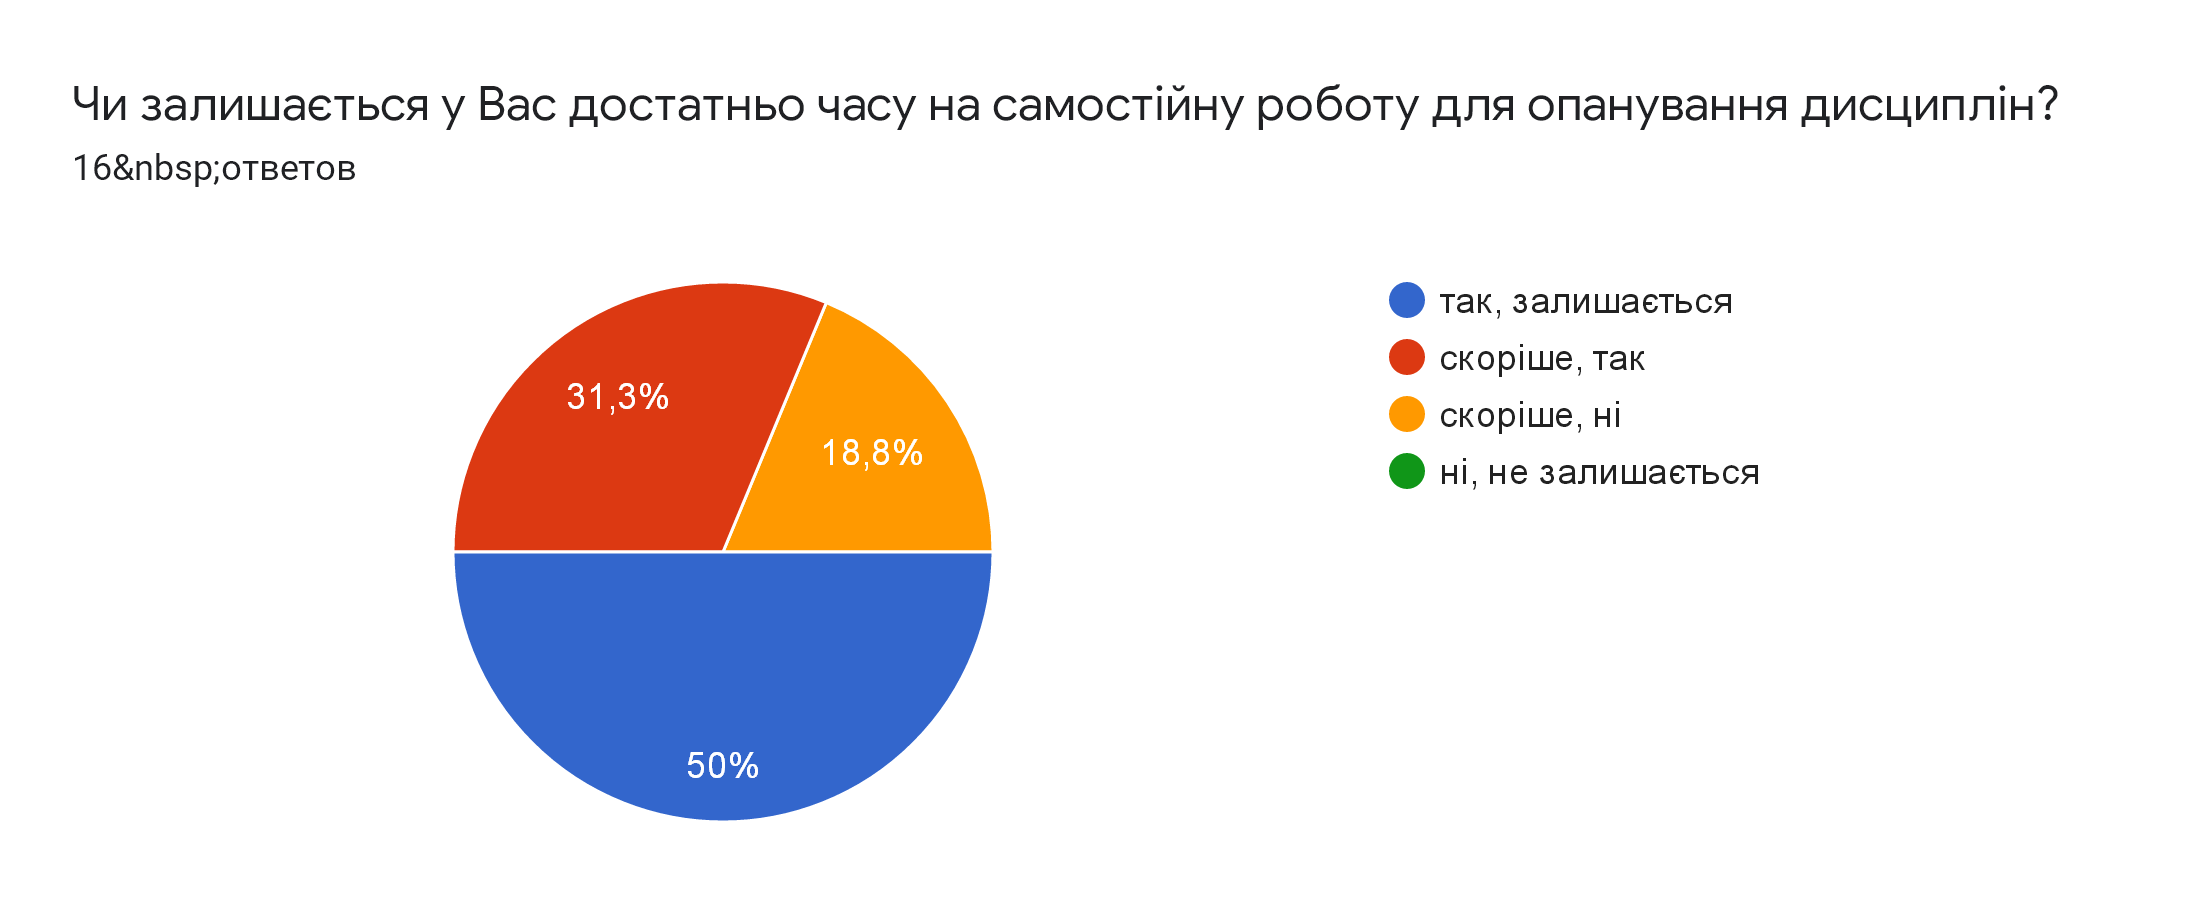 Чи залишається у Вас достатньо часу на самостійну роботу для опанування дисциплін?
16&nbsp;ответов
31,3%
18,8%
50%
так, залишається
скоріше, так
скоріше, ні
ні, не залишається